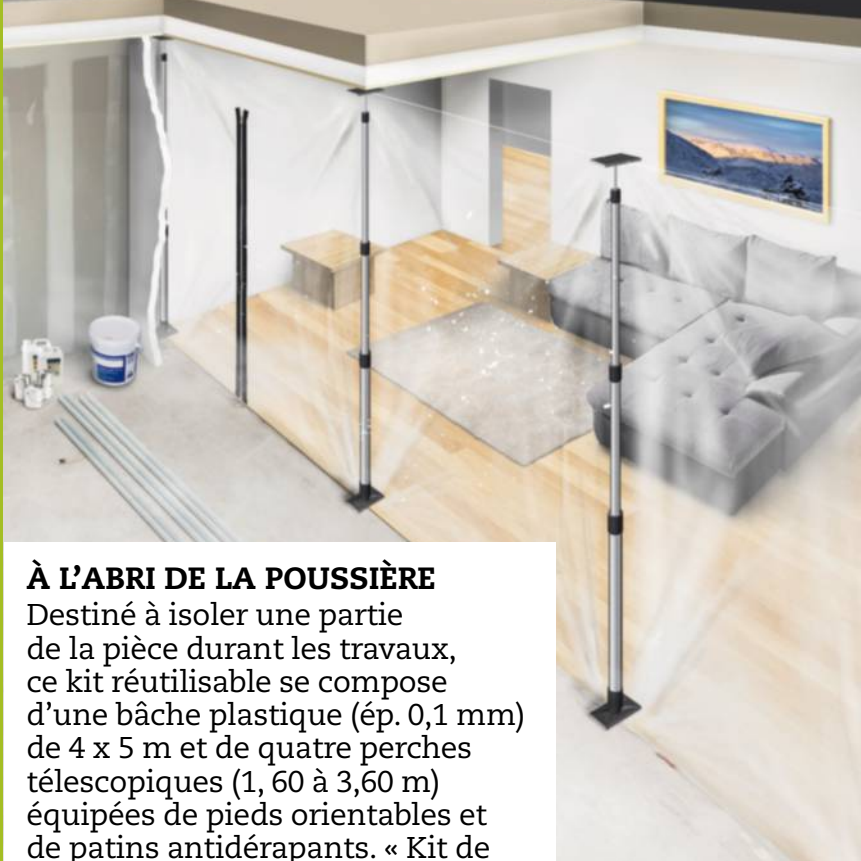 À L'ABRI DE LA POUSSIÈRE
Destiné à isoler une partie
de la pièce durant les travaux,
ce kit réutilisable se compose
d'une bâche plastique (ép. 0,1 mm)
de 4 x 5 m et de quatre perches
télescopiques (1, 60 à 3,60 m)
équipées de pieds orientables et
de patins antidérapants. « Kit de